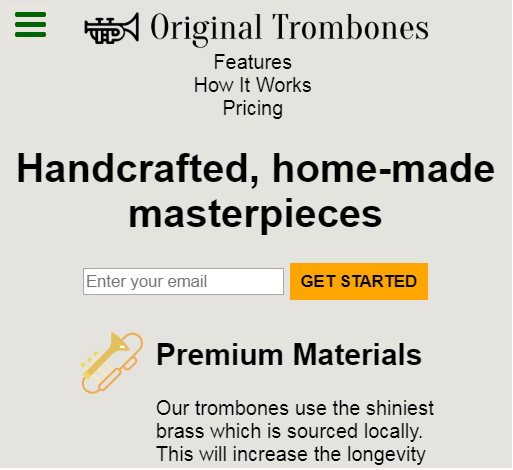 Original Trombones
Features
How It Works
Pricing
Handcrafted, home-made
masterpieces
Enter your email
GET STARTED
Premium Materials
Our trombones use the shiniest
brass which is sourced locally.
This will increase the longevity